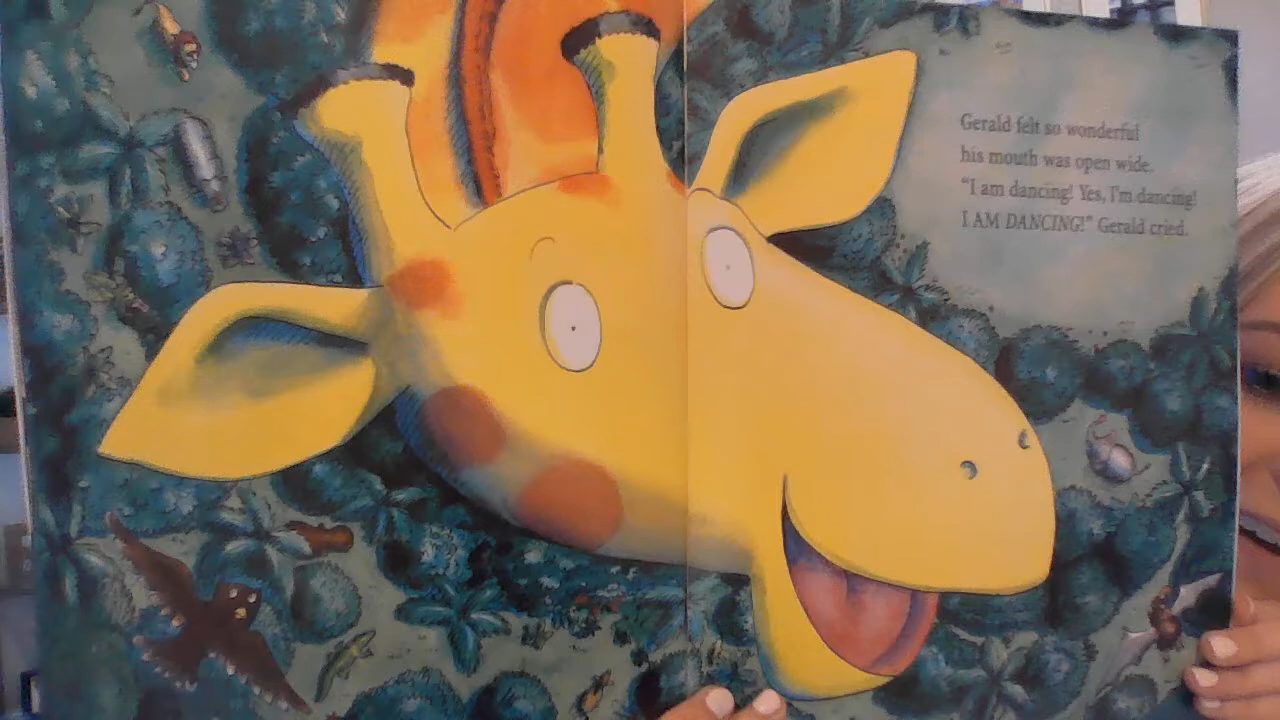 Gerald felt so wonderful
his mouth was open wide.
“I am dancing! Yes, I'm dancing!
I AM DANCING!” Gerald cried.